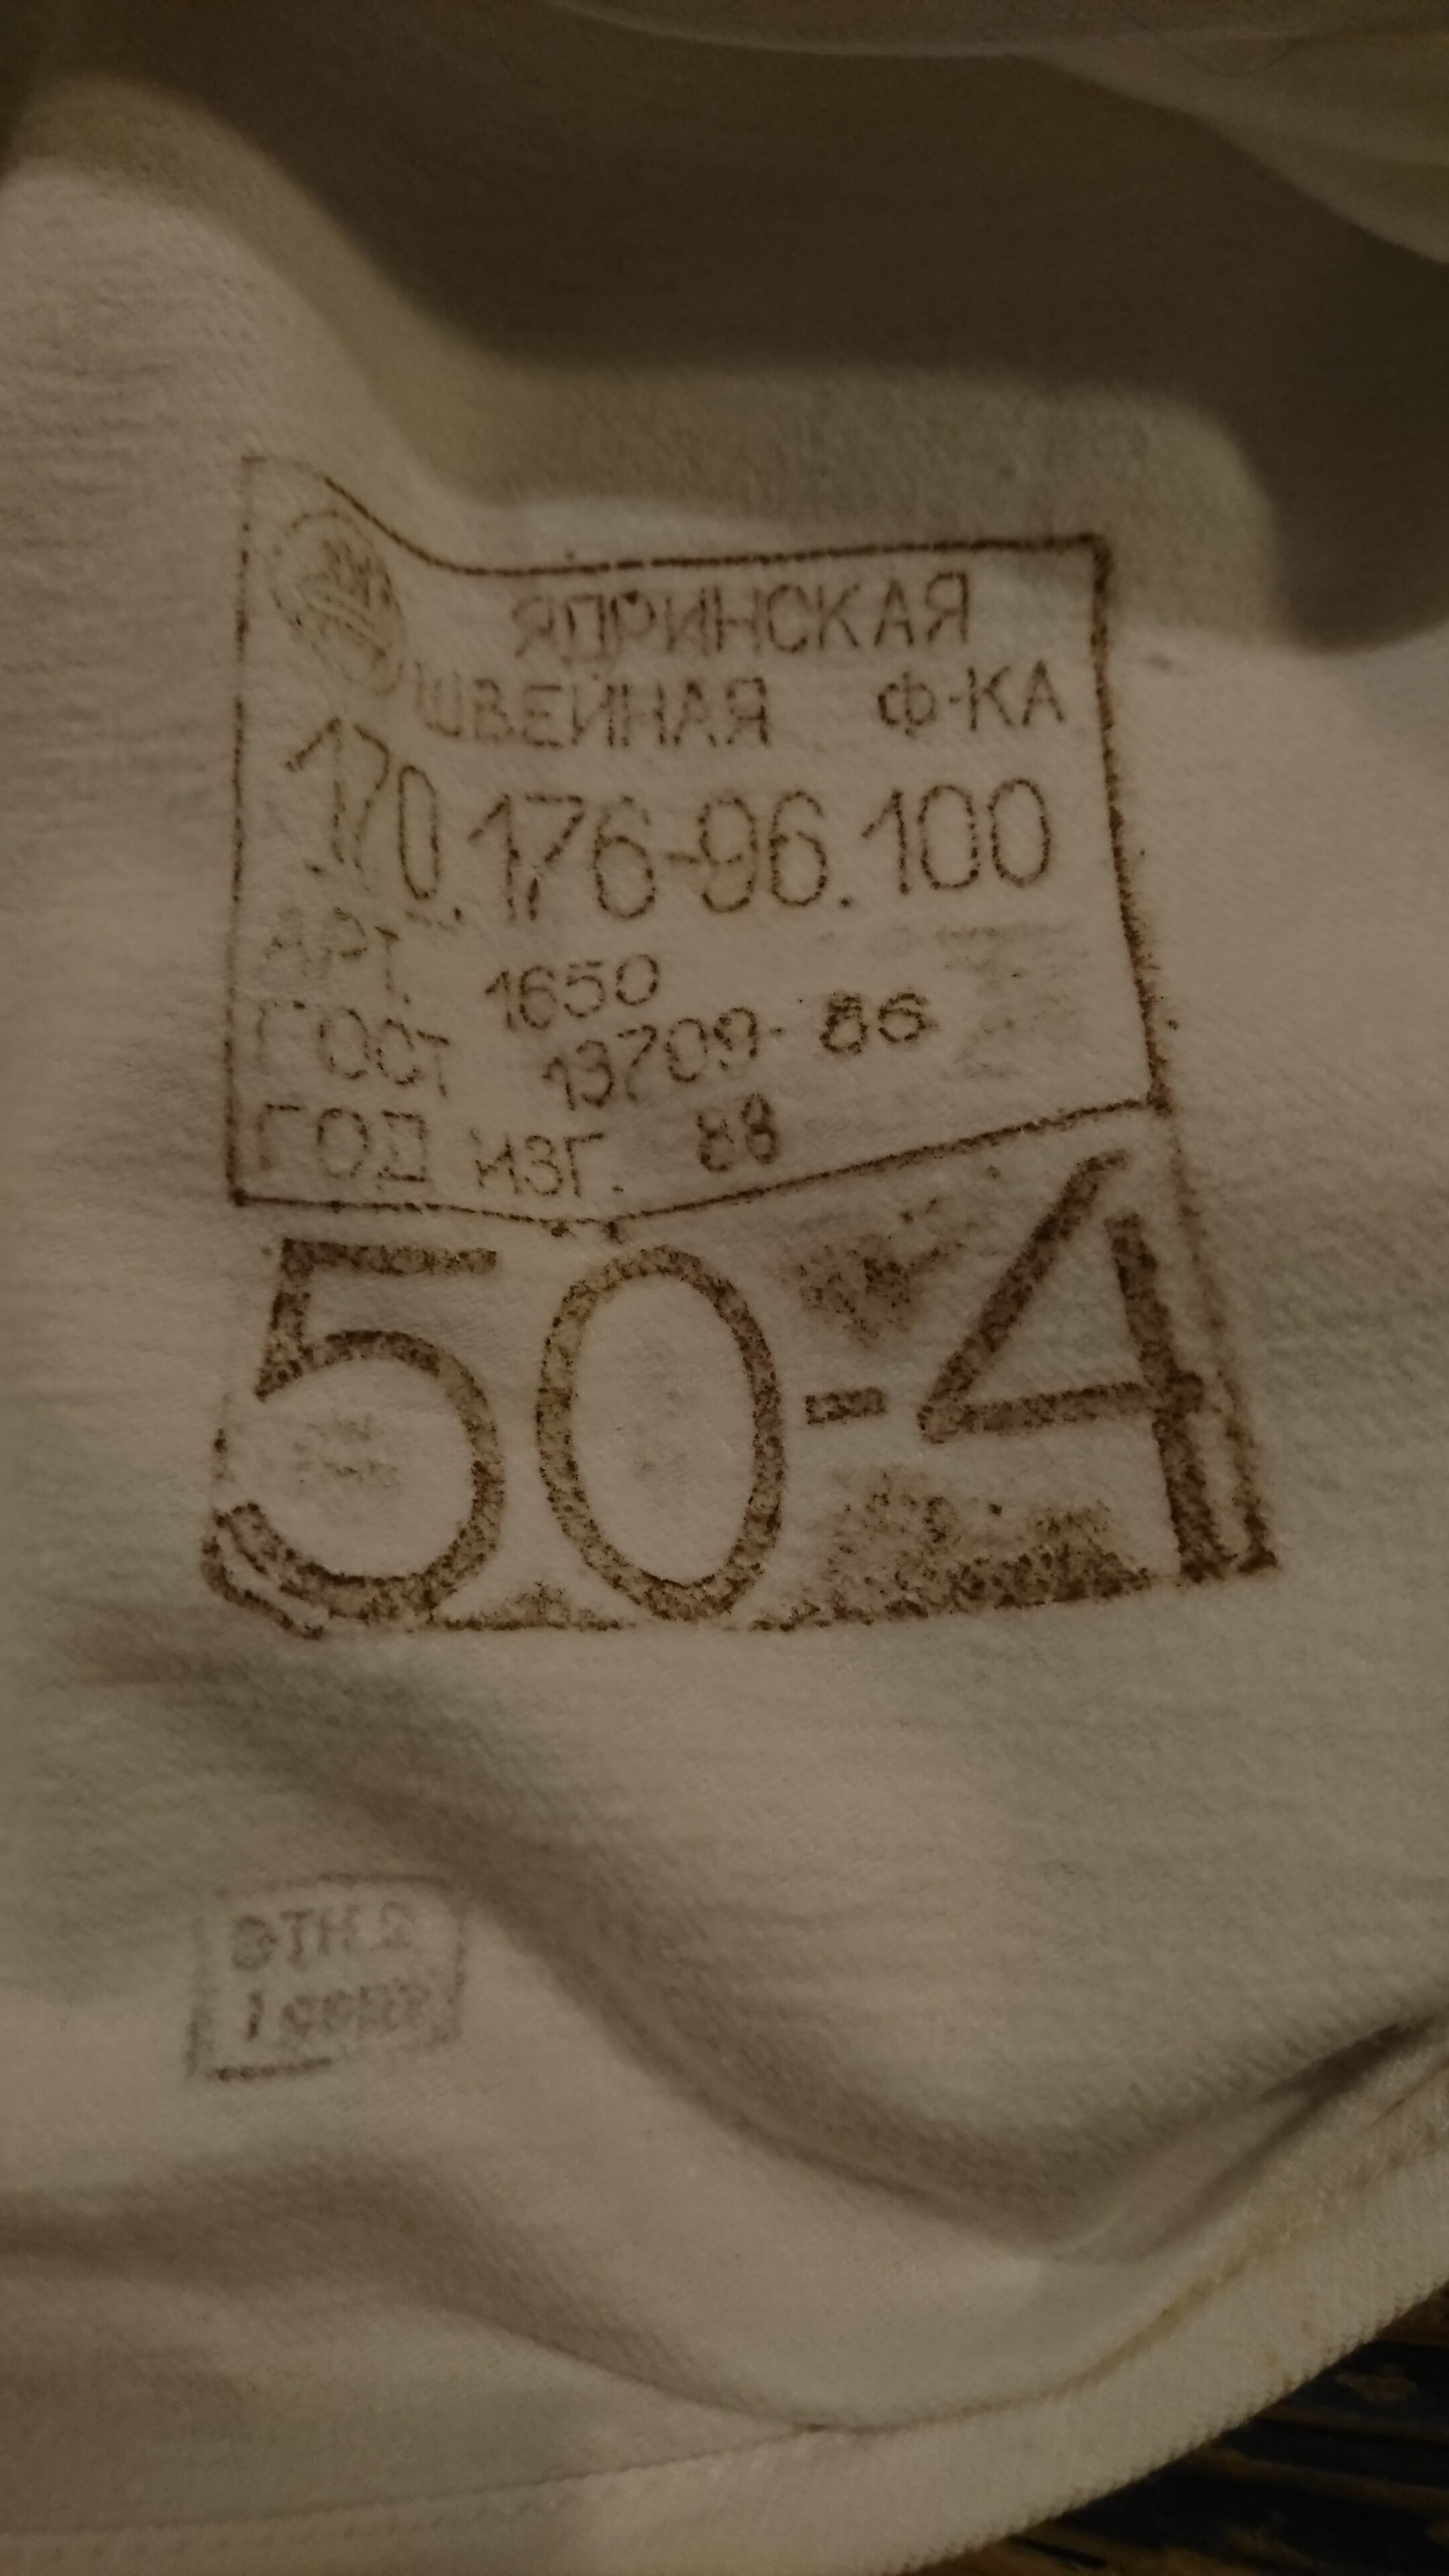 ЯДРИНСКАЯ
ШВЕЙНАЯ Ф-КА
170.176-96.100
АРТ. 1650
ГОСТ 13709-86
ГОД ИЗГ. 88
50-4